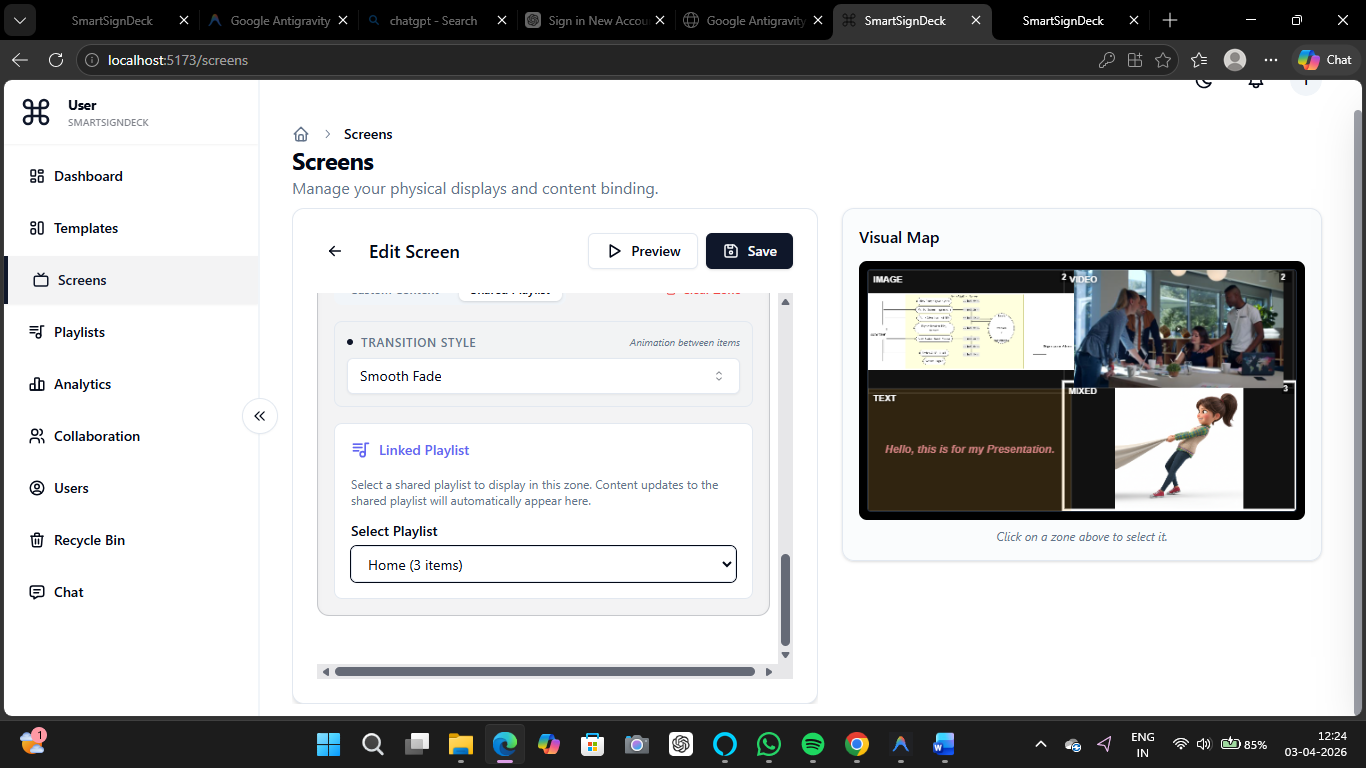 SmartSignDeck
Google Antigravity
chatgpt - Search
Sign in New Accou
Google Antigravity
SmartSignDeck
SmartSignDeck
localhost:5173/screens
Chat
User
SMARTSIGNDECK
Dashboard
Templates
Screens
Playlists
Analytics
Collaboration
Users
Recycle Bin
Chat
Screens
Screens
Manage your physical displays and content binding.
Edit Screen
Preview
Save
TRANSITION STYLE
Animation between items
Smooth Fade
Linked Playlist
Select a shared playlist to display in this zone. Content updates to the
shared playlist will automatically appear here.
Select Playlist
Home (3 items)
Visual Map
IMAGE
2
VIDEO
2
TEXT
Hello, this is for my Presentation.
MIXED
3
Click on a zone above to select it.
1
ENG
IN
85%
12:24
03-04-2026